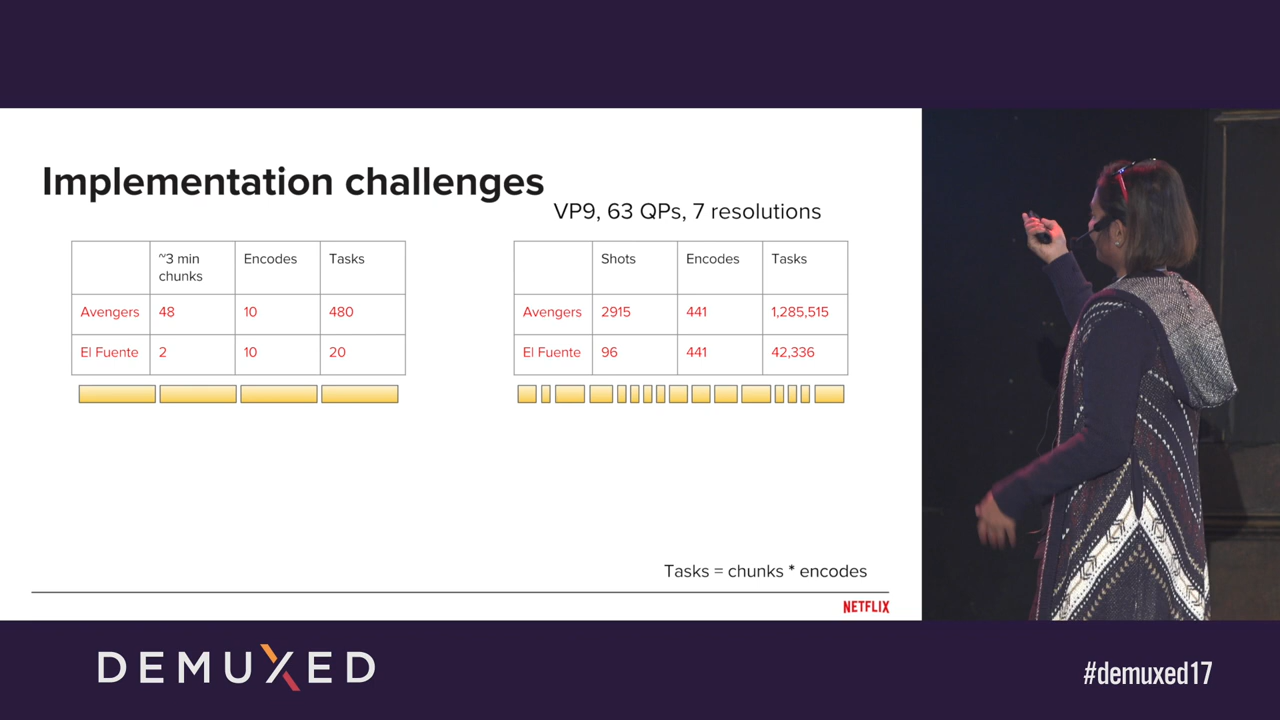 Implementation challenges
VP9, 63 QPs, 7 resolutions
~3 min chunks Encodes Tasks
Avengers 48 10 480
El Fuente 2 10 20
Shots Encodes Tasks
Avengers 2915 441 1,285,515
El Fuente 96 441 42,336
Tasks = chunks * encodes
NETFLIX
DEMUXED
#demuxed17